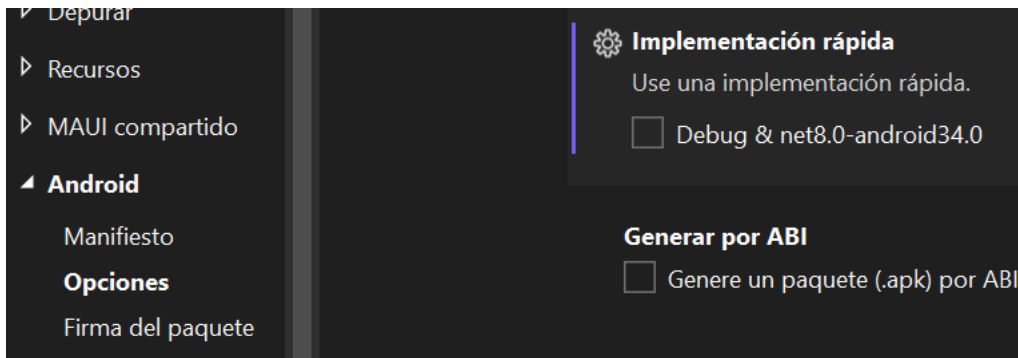 Depurar
Recursos
MAUI compartido
Android
Manifiesto
Opciones
Firma del paquete
Implementación rápida
Use una implementación rápida.
Debug & net8.0-android34.0
Generar por ABI
Genere un paquete (.apk) por ABI